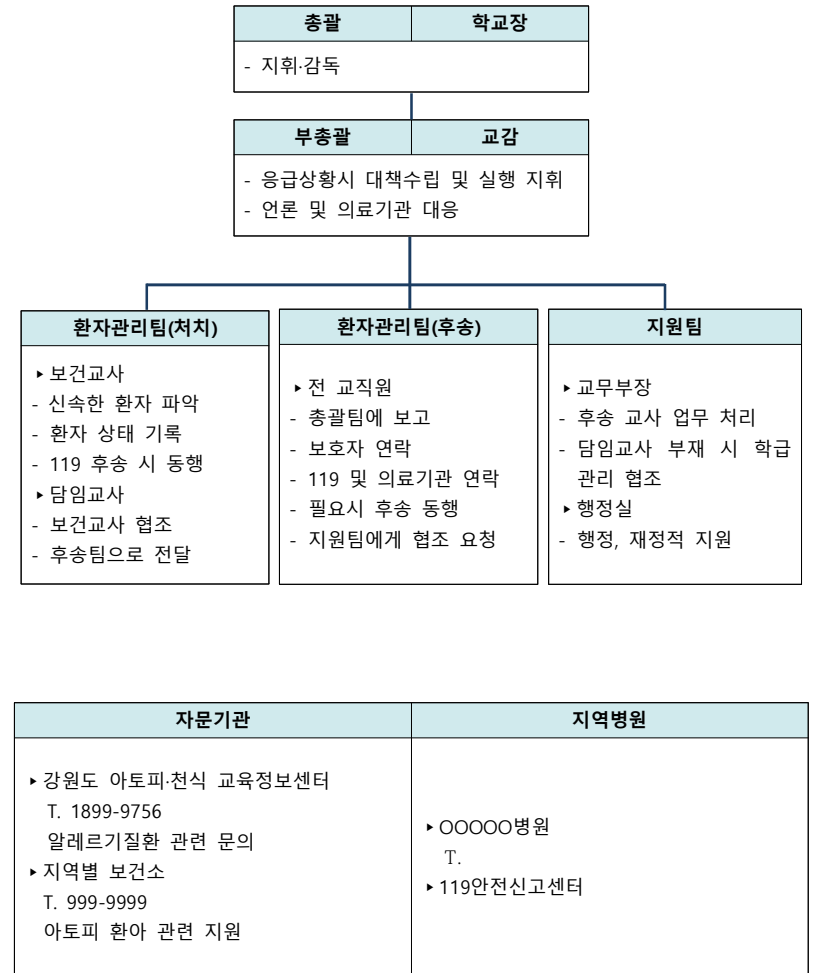 총괄 학교장
- 지휘·감독
부총괄 교감
- 응급상황시 대책수립 및 실행 지휘
- 언론 및 의료기관 대응
환자관리팀(처치)
▸보건교사
- 신속한 환자 파악
- 환자 상태 기록
- 119 후송 시 동행
▸담임교사
- 보건교사 협조
- 후송팀으로 전달
환자관리팀(후송)
▸전 교직원
- 총괄팀에 보고
- 보호자 연락
- 119 및 의료기관 연락
- 필요시 후송 동행
- 지원팀에게 협조 요청
지원팀
▸교무부장
- 후송 교사 업무 처리
- 담임교사 부재 시 학급
관리 협조
▸행정실
- 행정, 재정적 지원
자문기관
▸강원도 아토피·천식 교육정보센터
T. 1899-9756
알레르기질환 관련 문의
▸지역별 보건소
T. 999-9999
아토피 환아 관련 지원
지역병원
▸OOOOO병원
T.
▸119안전신고센터